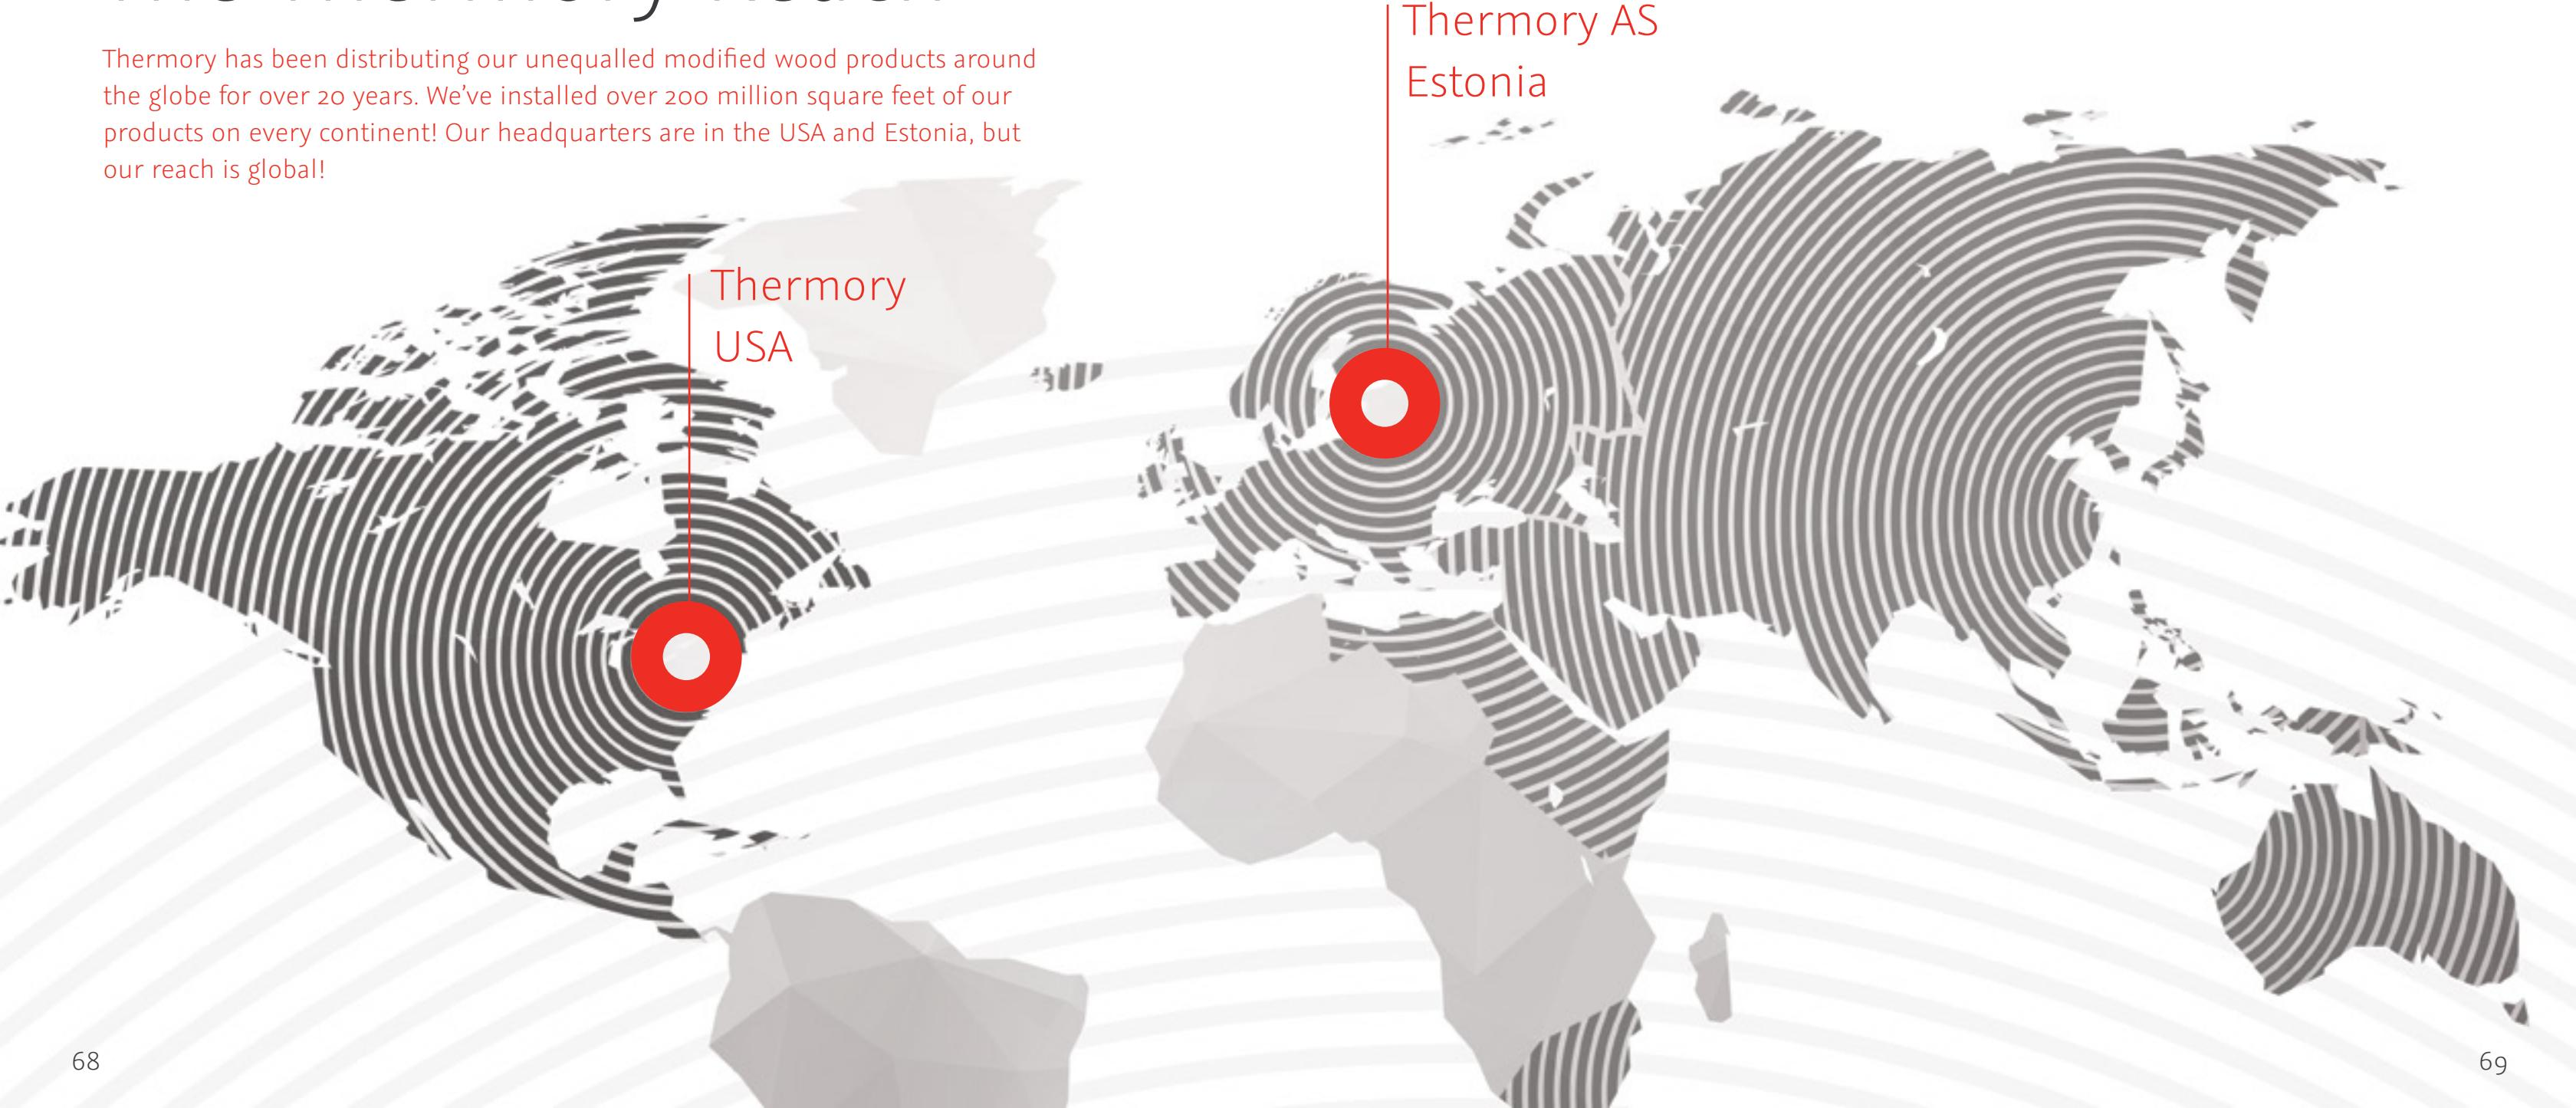 Thermory has been distributing our unequalled modified wood products around
the globe for over 20 years. We’ve installed over 200 million square feet of our
products on every continent! Our headquarters are in the USA and Estonia, but
our reach is global!
Thermory AS
Estonia
Thermory
USA
68
69